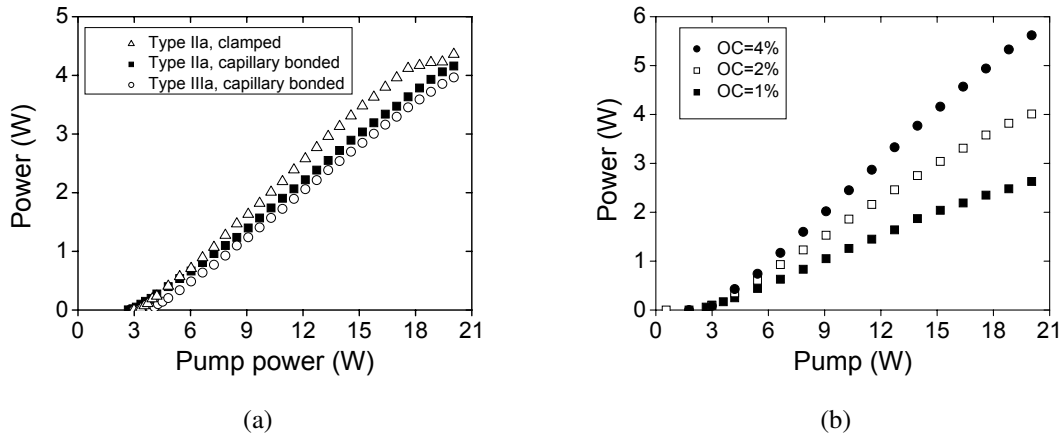 5
4
3
2
1
0
Power (W)
Type IIa, clamped
Type IIa, capillary bonded
Type IIIa, capillary bonded
0 3 6 9 12 15 18 21
Pump power (W)
(a)
6
5
4
3
2
1
0
Power (W)
OC=4%
OC=2%
OC=1%
0 3 6 9 12 15 18 21
Pump (W)
(b)